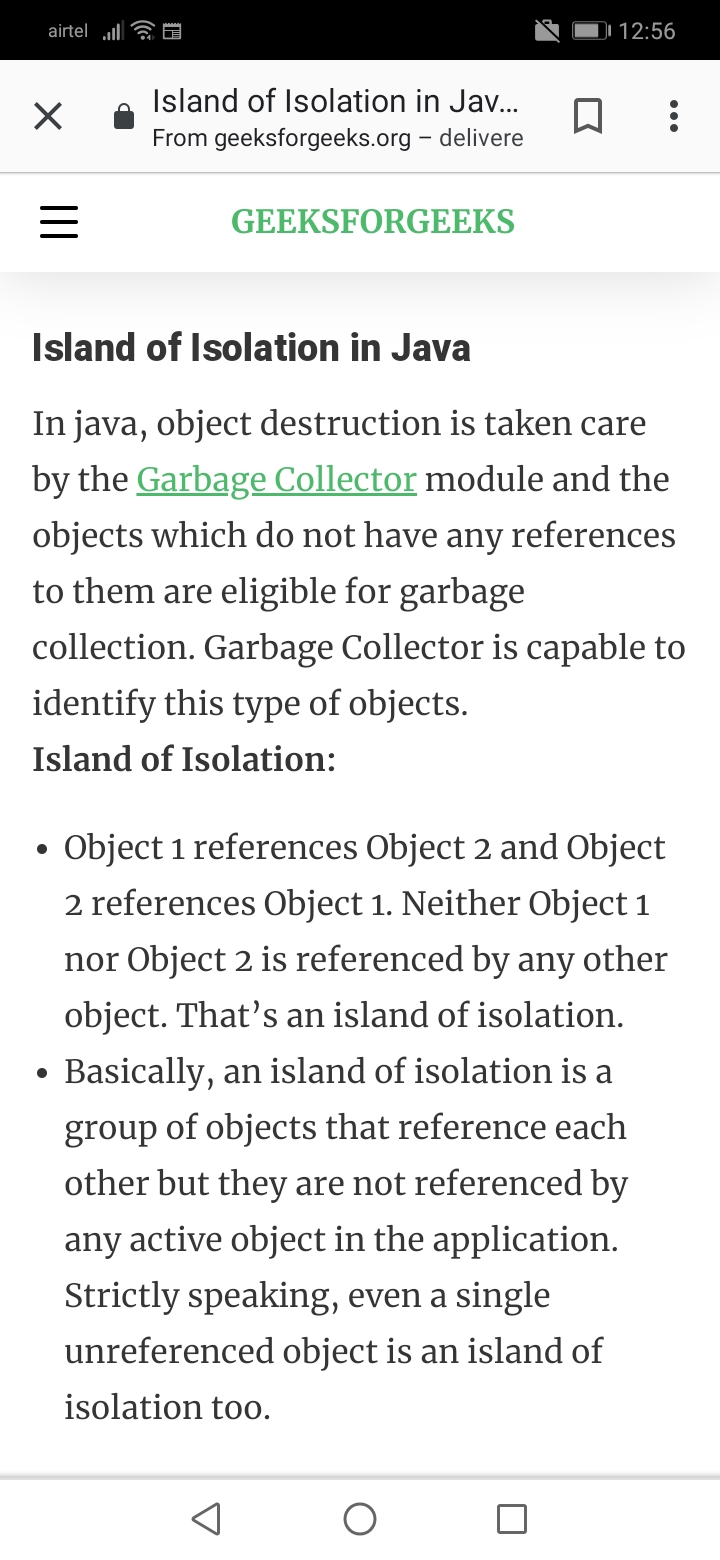 airtel 12:56
Island of Isolation in Jav...
From geeksforgeeks.org – delivere
GEEKSFORGEEKS
Island of Isolation in Java
In java, object destruction is taken care
by the Garbage Collector module and the
objects which do not have any references
to them are eligible for garbage
collection. Garbage Collector is capable to
identify this type of objects.
Island of Isolation:
• Object 1 references Object 2 and Object
2 references Object 1. Neither Object 1
nor Object 2 is referenced by any other
object. That’s an island of isolation.
• Basically, an island of isolation is a
group of objects that reference each
other but they are not referenced by
any active object in the application.
Strictly speaking, even a single
unreferenced object is an island of
isolation too.